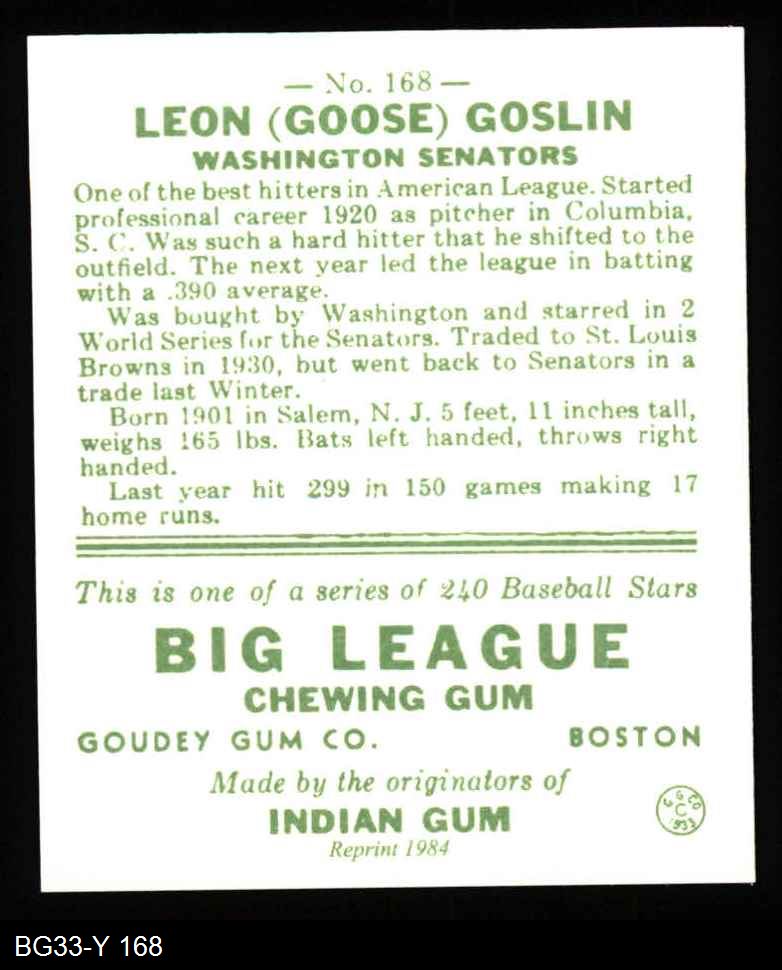 — No. 168 —
LEON (GOOSE) GOSLIN
WASHINGTON SENATORS
One of the best hitters in American League. Started
professional career 1920 as pitcher in Columbia,
S. C. Was such a hard hitter that he shifted to the
outfield. The next year led the league in batting
with a .390 average.
Was bought by Washington and starred in 2
World Series for the Senators. Traded to St. Louis
Browns in 1930, but went back to Senators in a
trade last Winter.
Born 1901 in Salem, N. J. 5 feet, 11 inches tall,
weighs 165 lbs. Bats left handed, throws right
handed.
Last year hit 299 in 150 games making 17
home runs.
This is one of a series of 240 Baseball Stars
BIG LEAGUE
CHEWING GUM
GOUDEY GUM CO. BOSTON
Made by the originators of
INDIAN GUM
G G CO
C
1933
Reprint 1984
BG33-Y 168